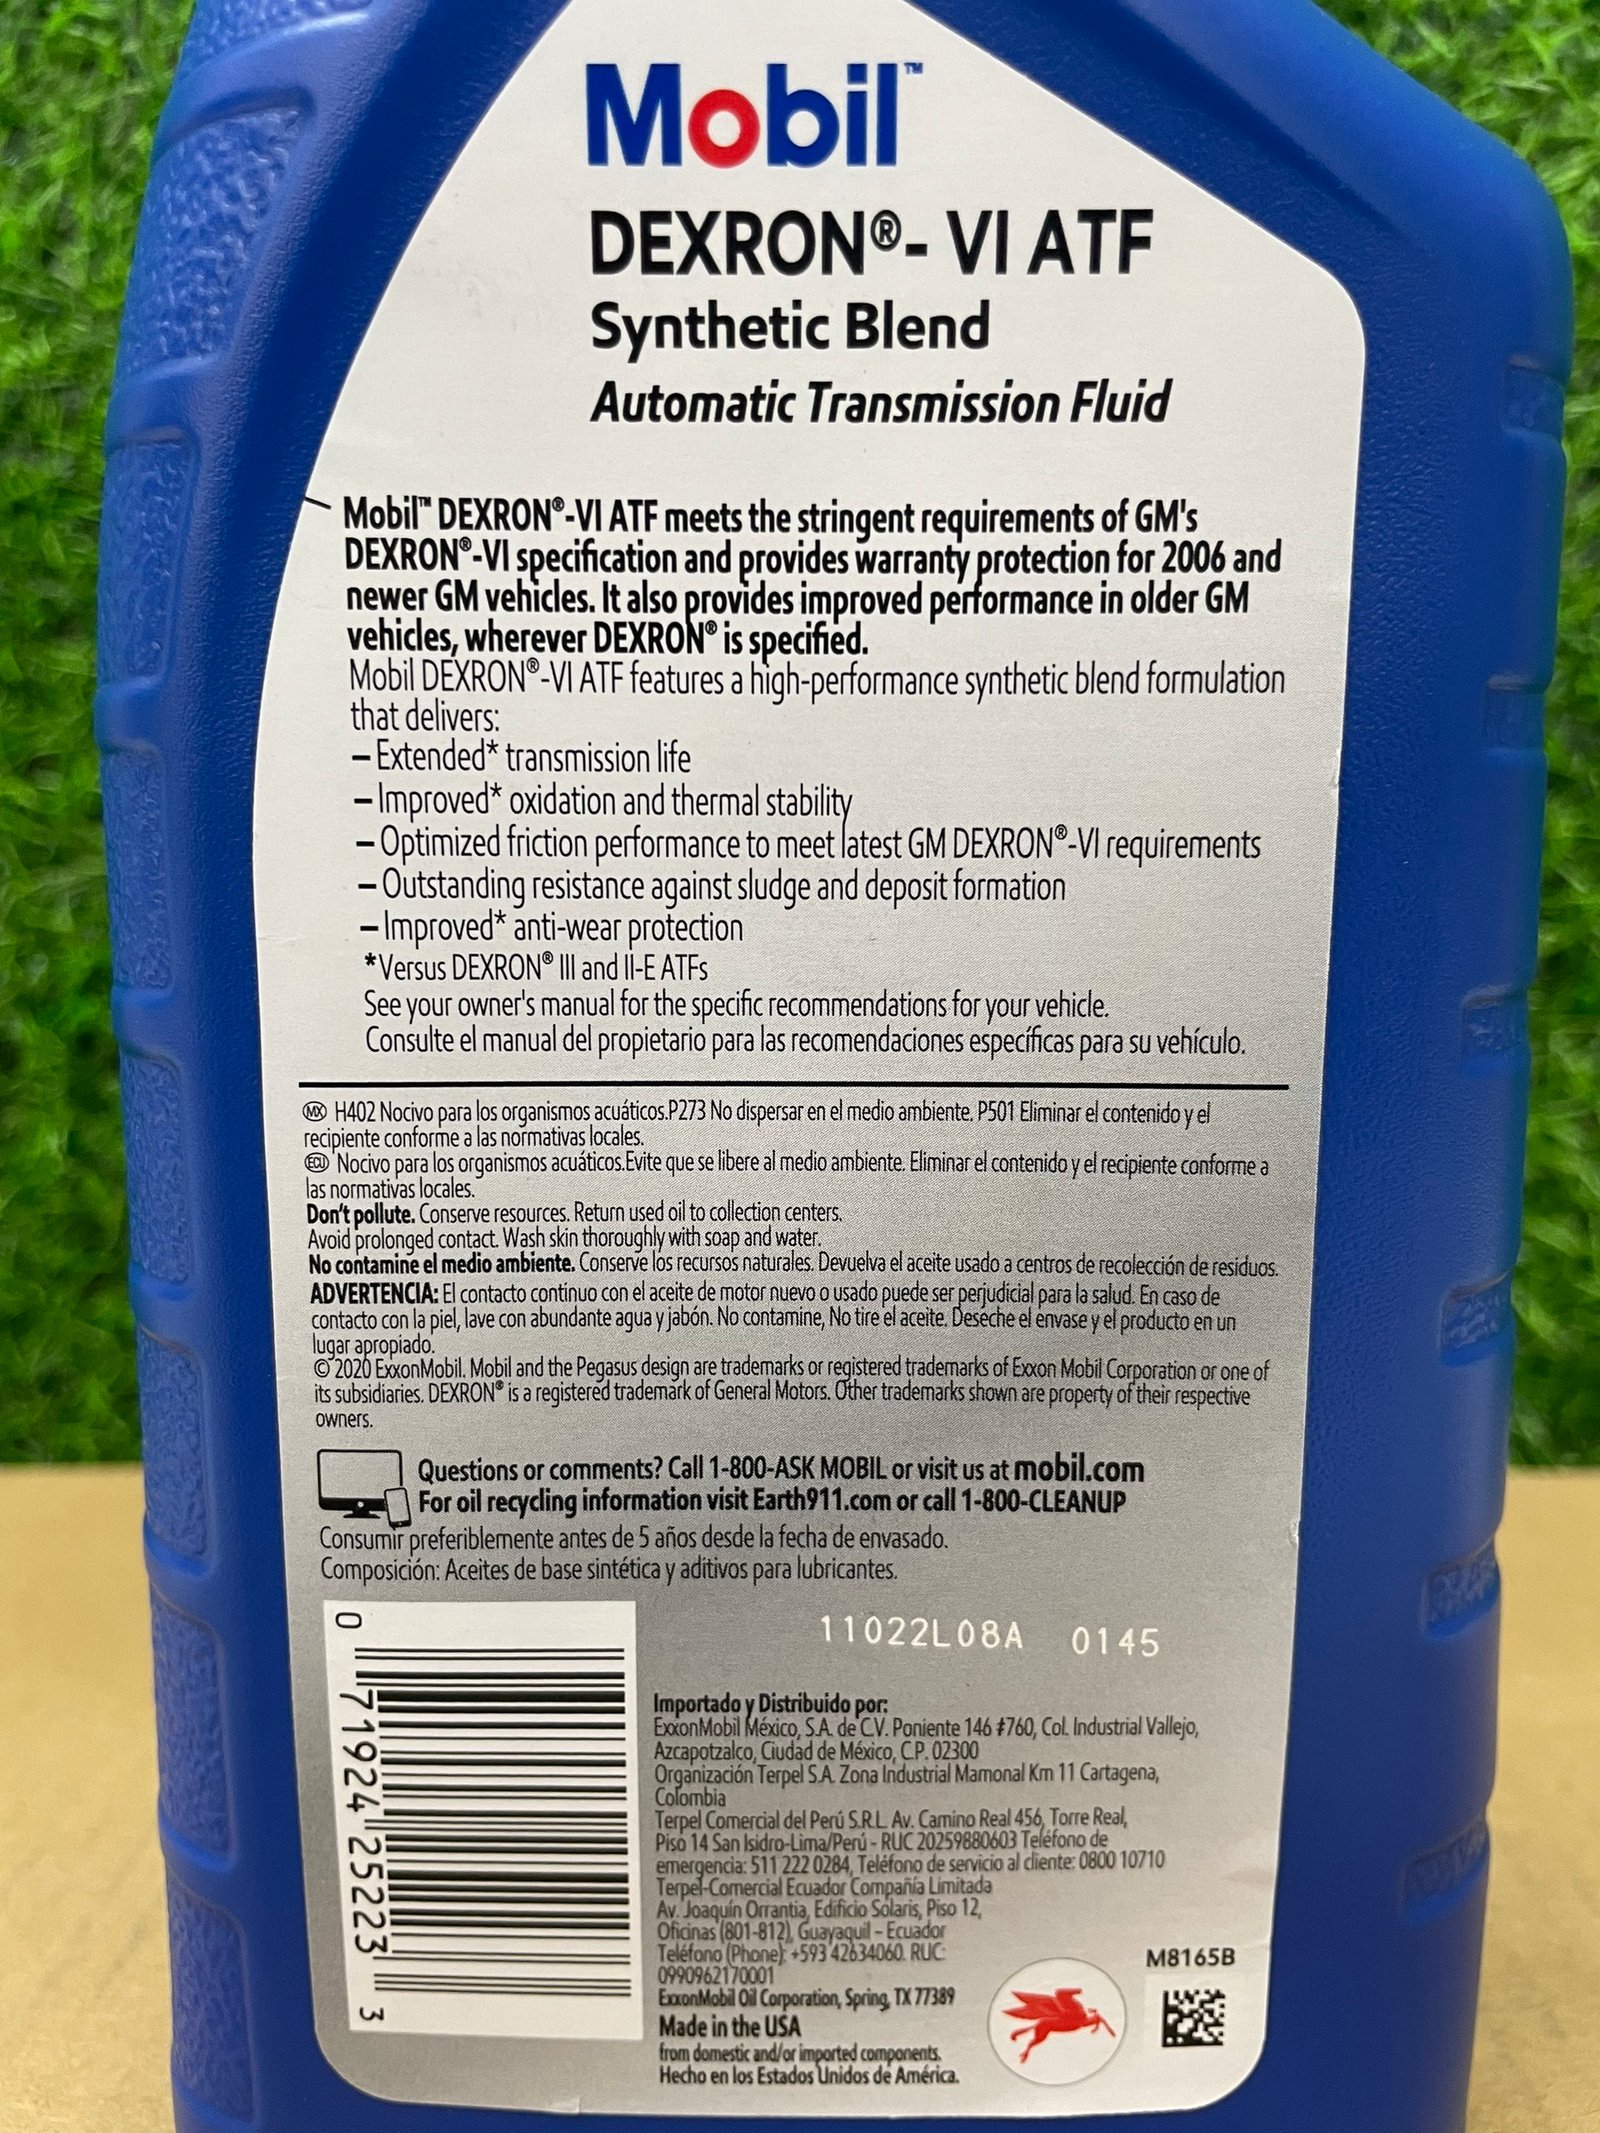 Mobil™
DEXRON®- VI ATF
Synthetic Blend
Automatic Transmission Fluid
Mobil™ DEXRON®-VI ATF meets the stringent requirements of GM's
DEXRON®-VI specification and provides warranty protection for 2006 and
newer GM vehicles. It also provides improved performance in older GM
vehicles, wherever DEXRON® is specified.
Mobil DEXRON®-VI ATF features a high-performance synthetic blend formulation
that delivers:
– Extended* transmission life
– Improved* oxidation and thermal stability
– Optimized friction performance to meet latest GM DEXRON®-VI requirements
– Outstanding resistance against sludge and deposit formation
– Improved* anti-wear protection
*Versus DEXRON® III and II-E ATFs
See your owner's manual for the specific recommendations for your vehicle.
Consulte el manual del propietario para las recomendaciones específicas para su vehículo.
MX H402 Nocivo para los organismos acuáticos.P273 No dispersar en el medio ambiente. P501 Eliminar el contenido y el
recipiente conforme a las normativas locales.
ECU Nocivo para los organismos acuáticos.Evite que se libere al medio ambiente. Eliminar el contenido y el recipiente conforme a
las normativas locales.
Don't pollute. Conserve resources. Return used oil to collection centers.
Avoid prolonged contact. Wash skin thoroughly with soap and water.
No contamine el medio ambiente. Conserve los recursos naturales. Devuelva el aceite usado a centros de recolección de residuos.
ADVERTENCIA: El contacto continuo con el aceite de motor nuevo o usado puede ser perjudicial para la salud. En caso de
contacto con la piel, lave con abundante agua y jabón. No contamine, No tire el aceite. Deseche el envase y el producto en un
lugar apropiado.
© 2020 ExxonMobil. Mobil and the Pegasus design are trademarks or registered trademarks of Exxon Mobil Corporation or one of
its subsidiaries. DEXRON® is a registered trademark of General Motors. Other trademarks shown are property of their respective
owners.
Questions or comments? Call 1-800-ASK MOBIL or visit us at mobil.com
For oil recycling information visit Earth911.com or call 1-800-CLEANUP
Consumir preferiblemente antes de 5 años desde la fecha de envasado.
Composición: Aceites de base sintética y aditivos para lubricantes.
11022L08A 0145
0 71924 25223 3
Importado y Distribuido por:
ExxonMobil México, S.A. de C.V. Poniente 146 #760, Col. Industrial Vallejo,
Azcapotzalco, Ciudad de México, C.P. 02300
Organización Terpel S.A. Zona Industrial Mamonal Km 11 Cartagena,
Colombia
Terpel Comercial del Perú S.R.L. Av. Camino Real 456, Torre Real,
Piso 14 San Isidro-Lima/Perú - RUC 20259880603 Teléfono de
emergencia: 511 222 0284, Teléfono de servicio al cliente: 0800 10710
Terpel-Comercial Ecuador Compañía Limitada
Av. Joaquín Orrantia, Edificio Solaris, Piso 12,
Oficinas (801-812), Guayaquil – Ecuador
Teléfono (Phone): +593 42634060. RUC:
0990962170001
ExxonMobil Oil Corporation, Spring, TX 77389
Made in the USA
from domestic and/or imported components.
Hecho en los Estados Unidos de América.
M8165B